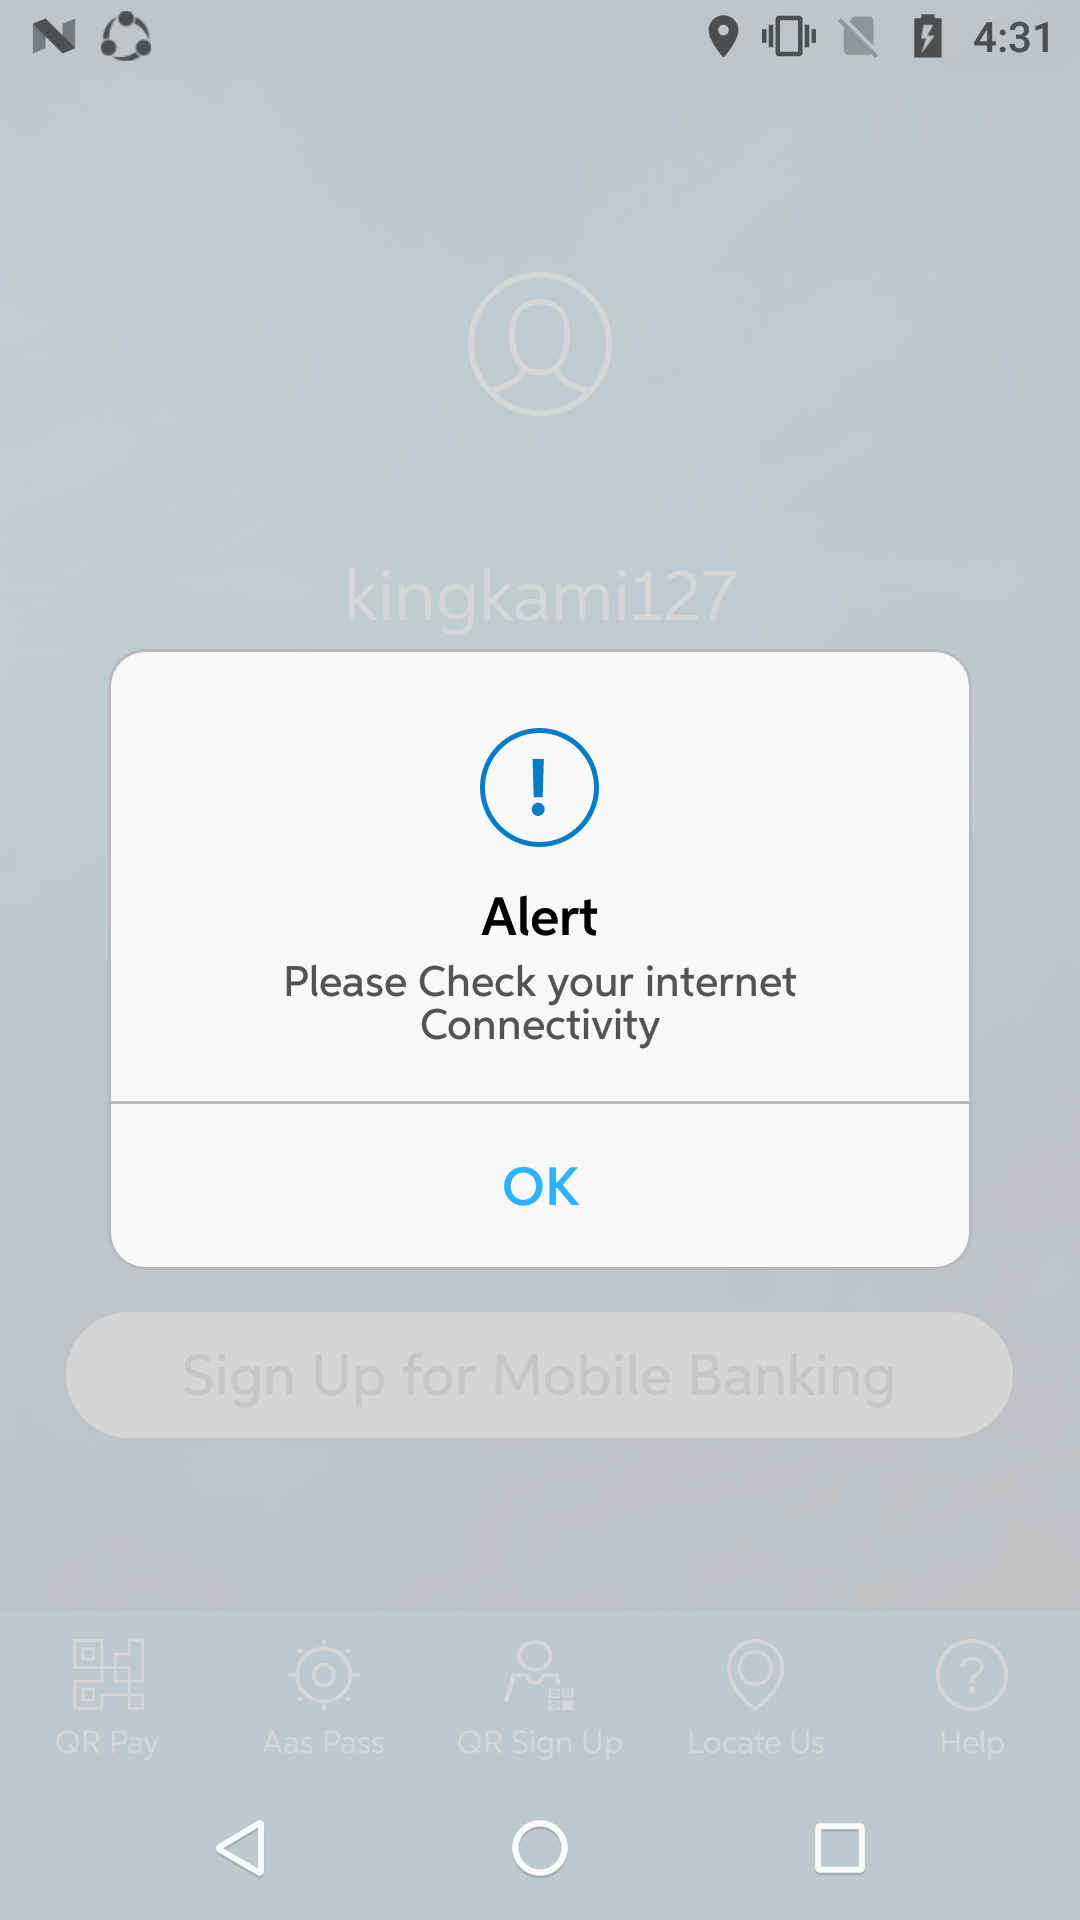 4:31
kingkami127
!
Alert
Please Check your internet
Connectivity
OK
Sign Up for Mobile Banking
QR Pay
Aas Pass
QR Sign Up
Locate Us
?
Help